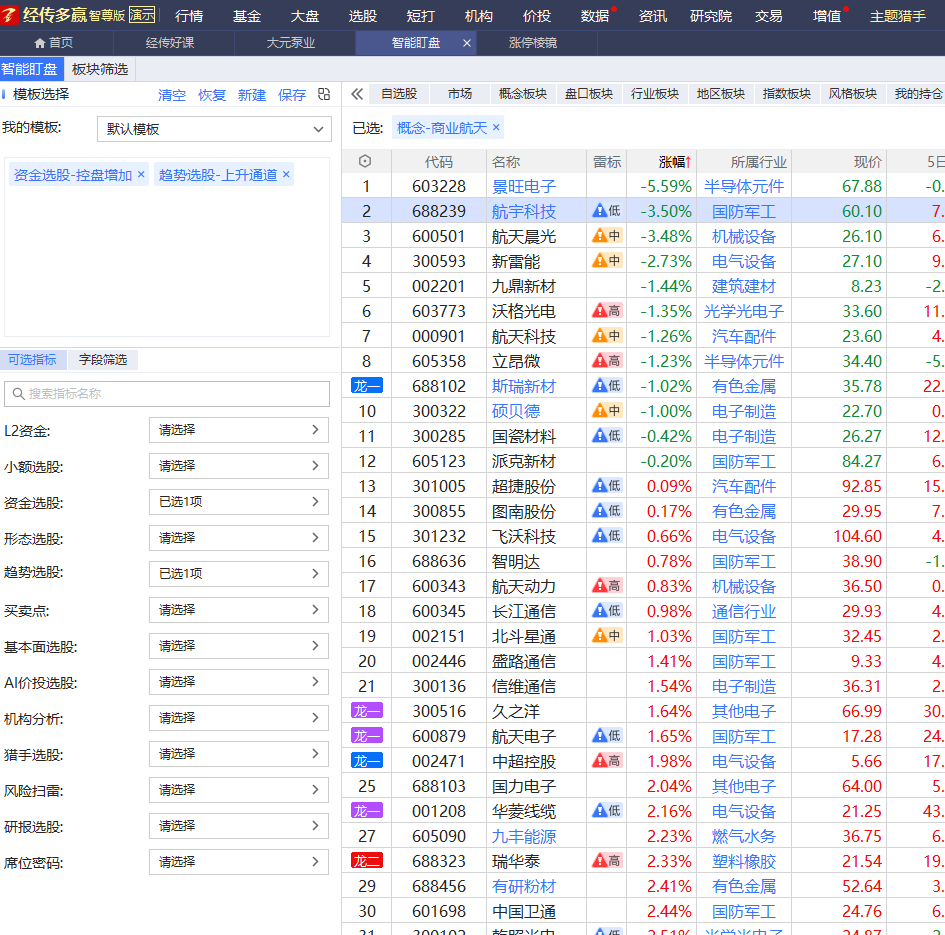 经传多赢智尊版 演示 行情 基金 大盘 选股 短打 机构 价投 数据 资讯 研究院 交易 增值 主题猎手
首页 经传好课 大元泵业 智能盯盘 × 涨停棱镜
智能盯盘 板块筛选
模板选择 清空 恢复 新建 保存
我的模板: 默认模板
资金选股-控盘增加 × 趋势选股-上升通道 ×
可选指标 字段筛选
搜索指标名称
L2资金: 请选择
小额选股: 请选择
资金选股: 已选1项
形态选股: 请选择
趋势选股: 已选1项
买卖点: 请选择
基本面选股: 请选择
AI价投选股: 请选择
机构分析: 请选择
猎手选股: 请选择
风险扫雷: 请选择
研报选股: 请选择
席位密码: 请选择
自选股 市场 概念板块 盘口板块 行业板块 地区板块 指数板块 风格板块 我的持仓
已选: 概念-商业航天 ×
代码 名称 雷标 涨幅↑ 所属行业 现价 5日
1 603228 景旺电子 -5.59% 半导体元件 67.88 -0.
2 688239 航宇科技 低 -3.50% 国防军工 60.10 7.
3 600501 航天晨光 中 -3.48% 机械设备 26.10 6.
4 300593 新雷能 中 -2.73% 电气设备 27.10 9.
5 002201 九鼎新材 -1.44% 建筑建材 8.23 -2.
6 603773 沃格光电 高 -1.35% 光学光电子 33.60 11.
7 000901 航天科技 中 -1.26% 汽车配件 23.60 4.
8 605358 立昂微 高 -1.23% 半导体元件 34.40 -5.
龙一 688102 斯瑞新材 低 -1.02% 有色金属 35.78 22.
10 300322 硕贝德 中 -1.00% 电子制造 22.70 0.
11 300285 国瓷材料 低 -0.42% 电子制造 26.27 12.
12 605123 派克新材 -0.20% 国防军工 84.27 6.
13 301005 超捷股份 低 0.09% 汽车配件 92.85 15.
14 300855 图南股份 低 0.17% 有色金属 29.95 7.
15 301232 飞沃科技 低 0.66% 电气设备 104.60 4.
16 688636 智明达 0.78% 国防军工 38.90 -1.
17 600343 航天动力 高 0.83% 机械设备 36.50 0.
18 600345 长江通信 低 0.98% 通信行业 29.93 4.
19 002151 北斗星通 中 1.03% 国防军工 32.45 2.
20 002446 盛路通信 1.41% 国防军工 9.33 4.
21 300136 信维通信 1.54% 电子制造 36.31 2.
龙一 300516 久之洋 1.64% 其他电子 66.99 30.
龙一 600879 航天电子 低 1.65% 国防军工 17.28 24.
龙一 002471 中超控股 高 1.98% 电气设备 5.66 17.
25 688103 国力电子 2.04% 其他电子 64.00 5.
龙一 001208 华菱线缆 低 2.16% 电气设备 21.25 43.
27 605090 九丰能源 2.23% 燃气水务 36.75 6.
龙二 688323 瑞华泰 高 2.33% 塑料橡胶 21.54 19.
29 688456 有研粉材 2.41% 有色金属 52.64 3.
30 601698 中国卫通 2.44% 国防军工 24.76 6.